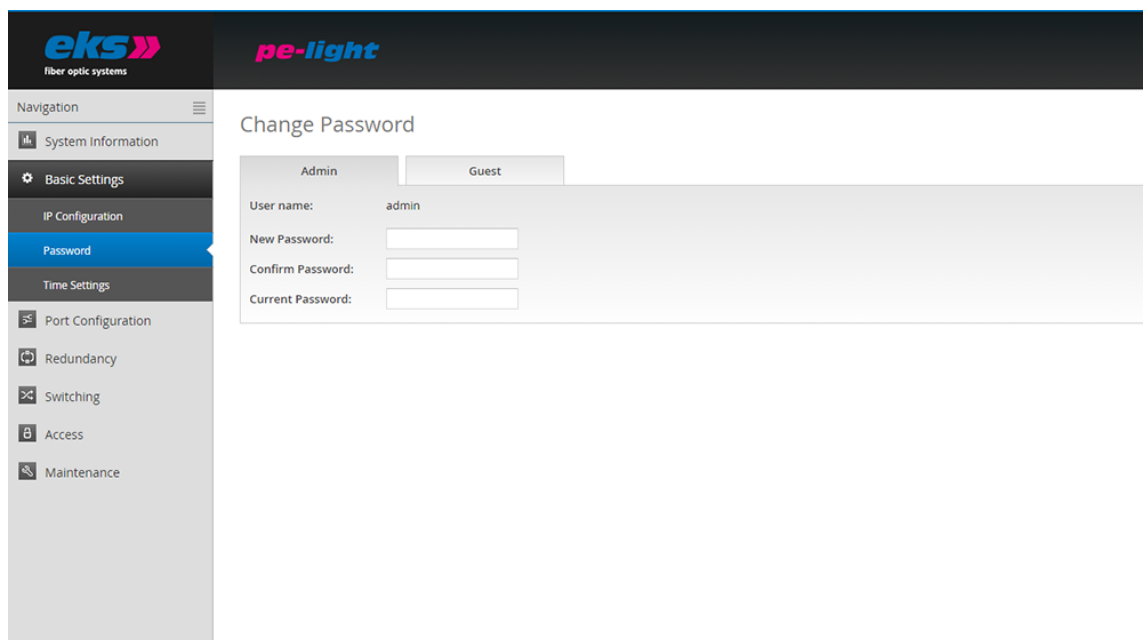 eks
fiber optic systems
pe-light
Navigation
System Information
Basic Settings
IP Configuration
Password
Time Settings
Port Configuration
Redundancy
Switching
Access
Maintenance
Change Password
Admin Guest
User name: admin
New Password:
Confirm Password:
Current Password: